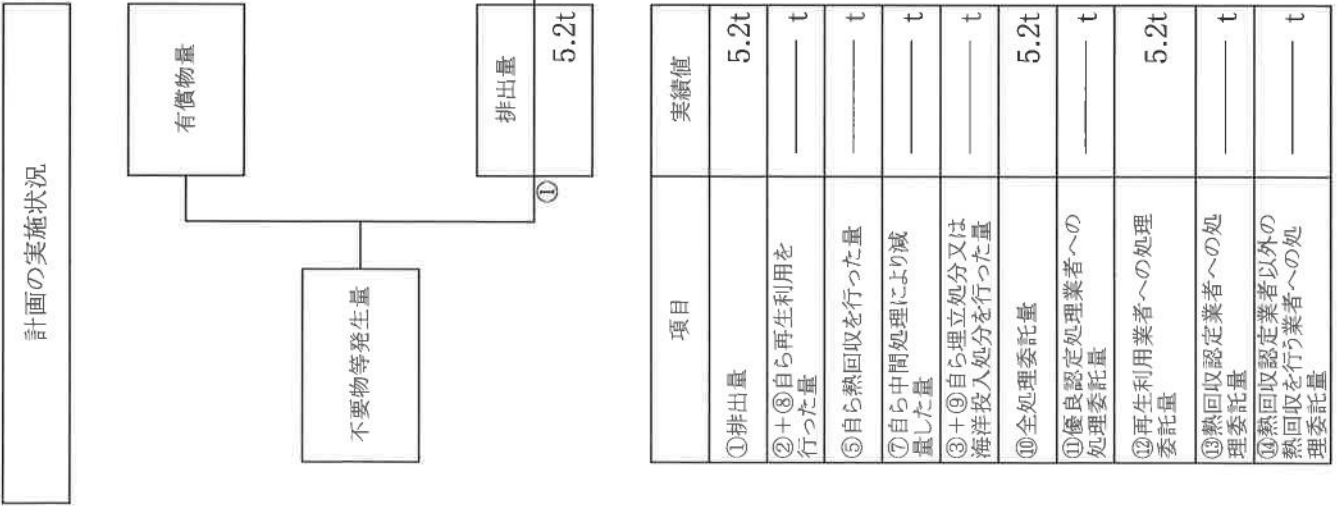 計画の実施状況
有償物量
不要物等発生量
①
排出量
5.2t
項目
実績値
①排出量
5.2t
②+⑧自ら再生利用を
行った量
― t
⑤自ら熱回収を行った量
― t
⑦自ら中間処理により減
量した量
― t
③+⑨自ら埋立処分又は
海洋投入処分を行った量
― t
⑩全処理委託量
5.2t
⑪優良認定処理業者への
処理委託量
― t
⑫再生利用業者への処理
委託量
5.2t
⑬熱回収認定業者への処
理委託量
― t
⑭熱回収認定業者以外の
熱回収を行う業者への処
理委託量
― t